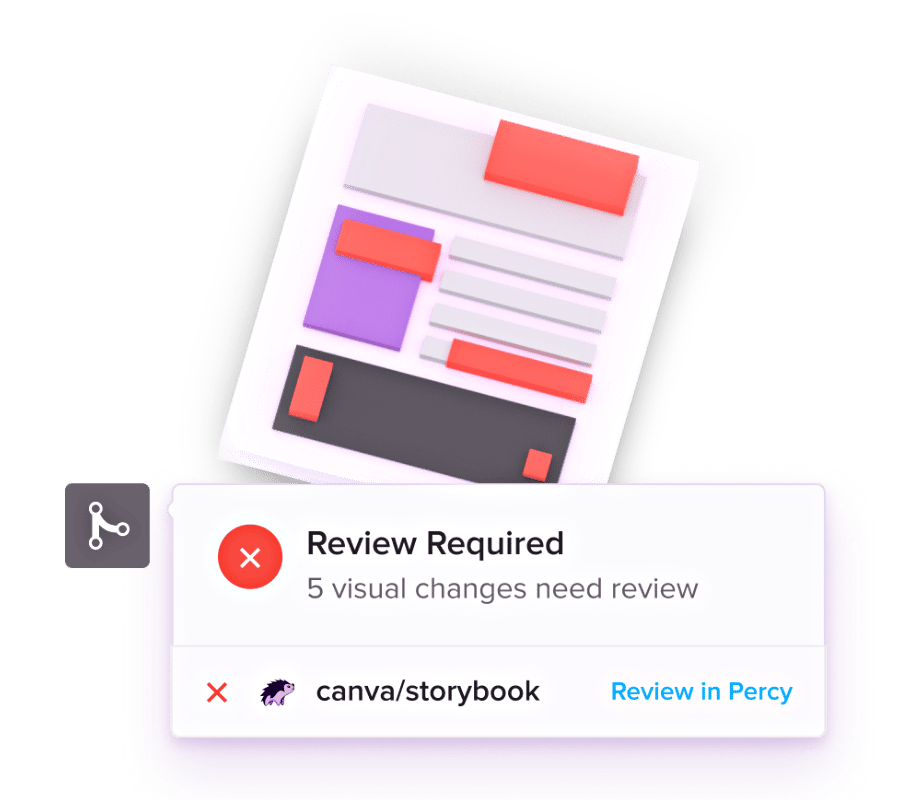 Review Required
5 visual changes need review
canva/storybook
Review in Percy